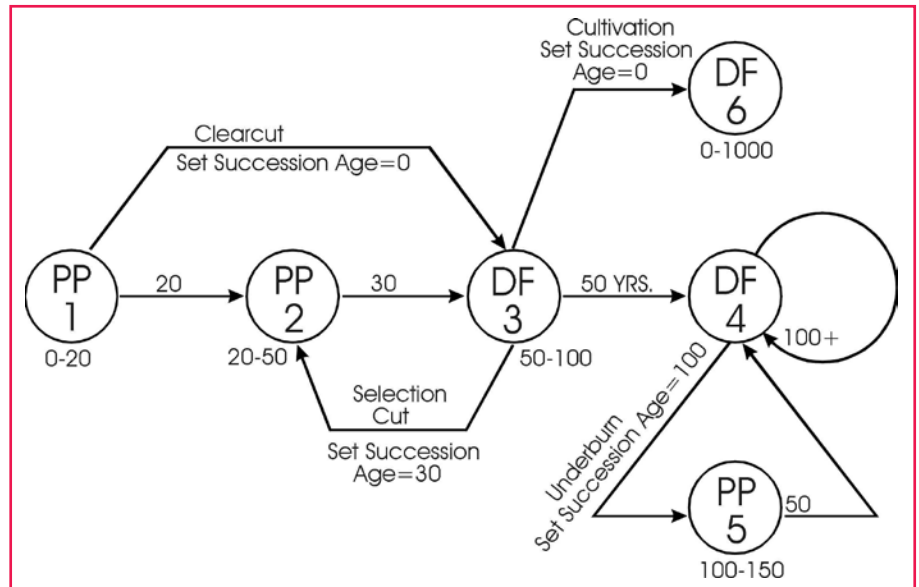 Cultivation
Set Succession
Age=0
DF
6
0-1000
Clearcut
Set Succession Age=0
PP
1
0-20
20
PP
2
20-50
30
DF
3
50-100
50 YRS.
DF
4
100+
Selection
Cut
Set Succession
Age=30
Underburn
Set Succession Age=100
PP
5
100-150
50